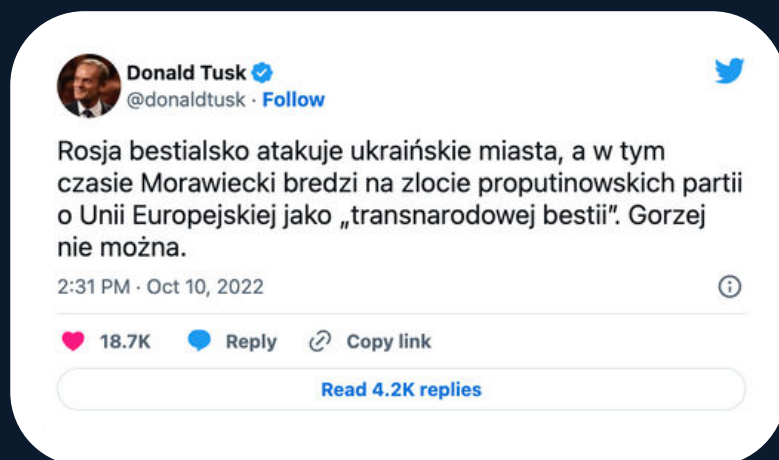 Donald Tusk
@donaldtusk · Follow
Rosja bestialsko atakuje ukraińskie miasta, a w tym
czasie Morawiecki bredzi na zlocie proputinowskich partii
o Unii Europejskiej jako „transnarodowej bestii”. Gorzej
nie można.
2:31 PM · Oct 10, 2022
18.7K Reply Copy link
Read 4.2K replies